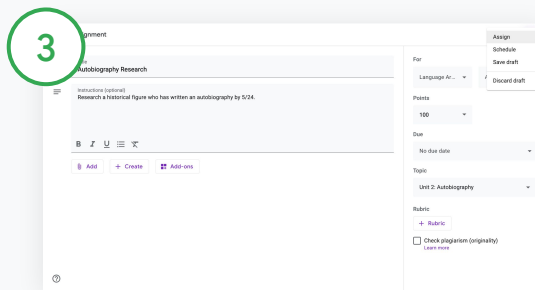 3
gnment
Assign
Schedule
Save draft
Discard draft
Autobiography Research
Instructions (optional)
Research a historical figure who has written an autobiography by 5/24.
B I U
Add
+ Create
Add-ons
For
Language Ar...
Points
100
Due
No due date
Topic
Unit 2: Autobiography
Rubric
+ Rubric
Check plagiarism (originality)
Learn more